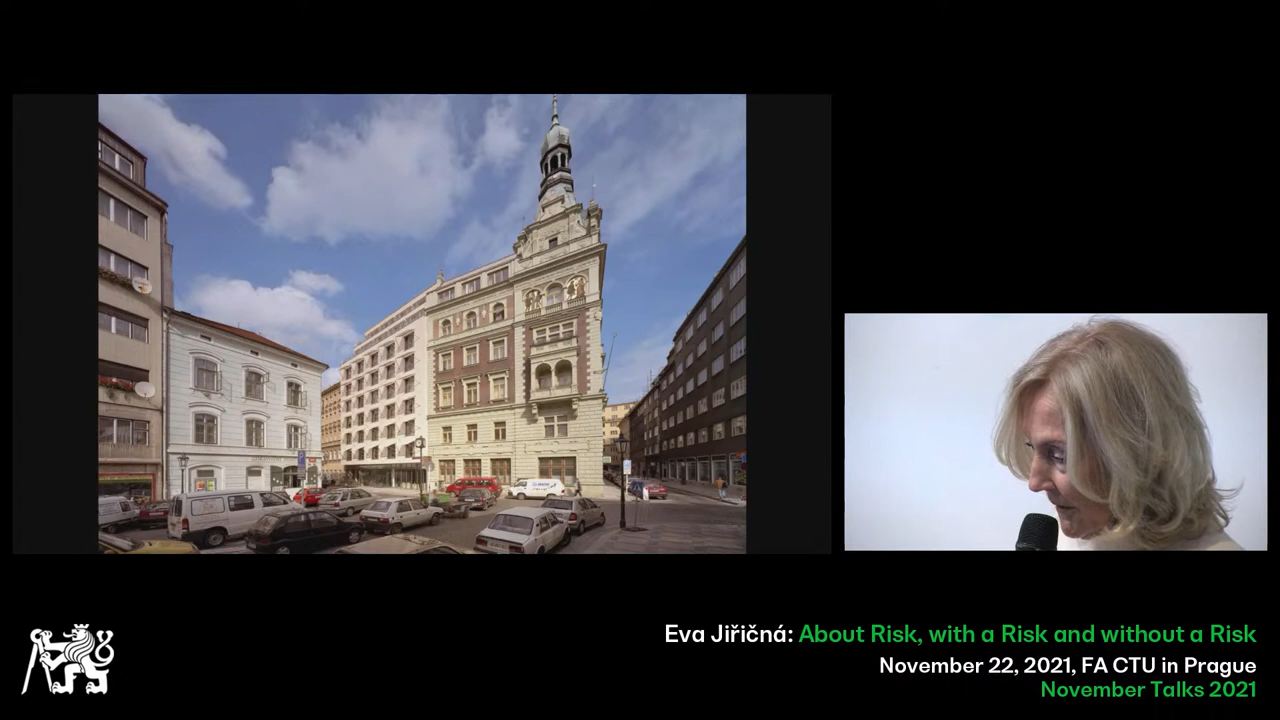 Eva Jiřičná: About Risk, with a Risk and without a Risk
November 22, 2021, FA CTU in Prague
November Talks 2021